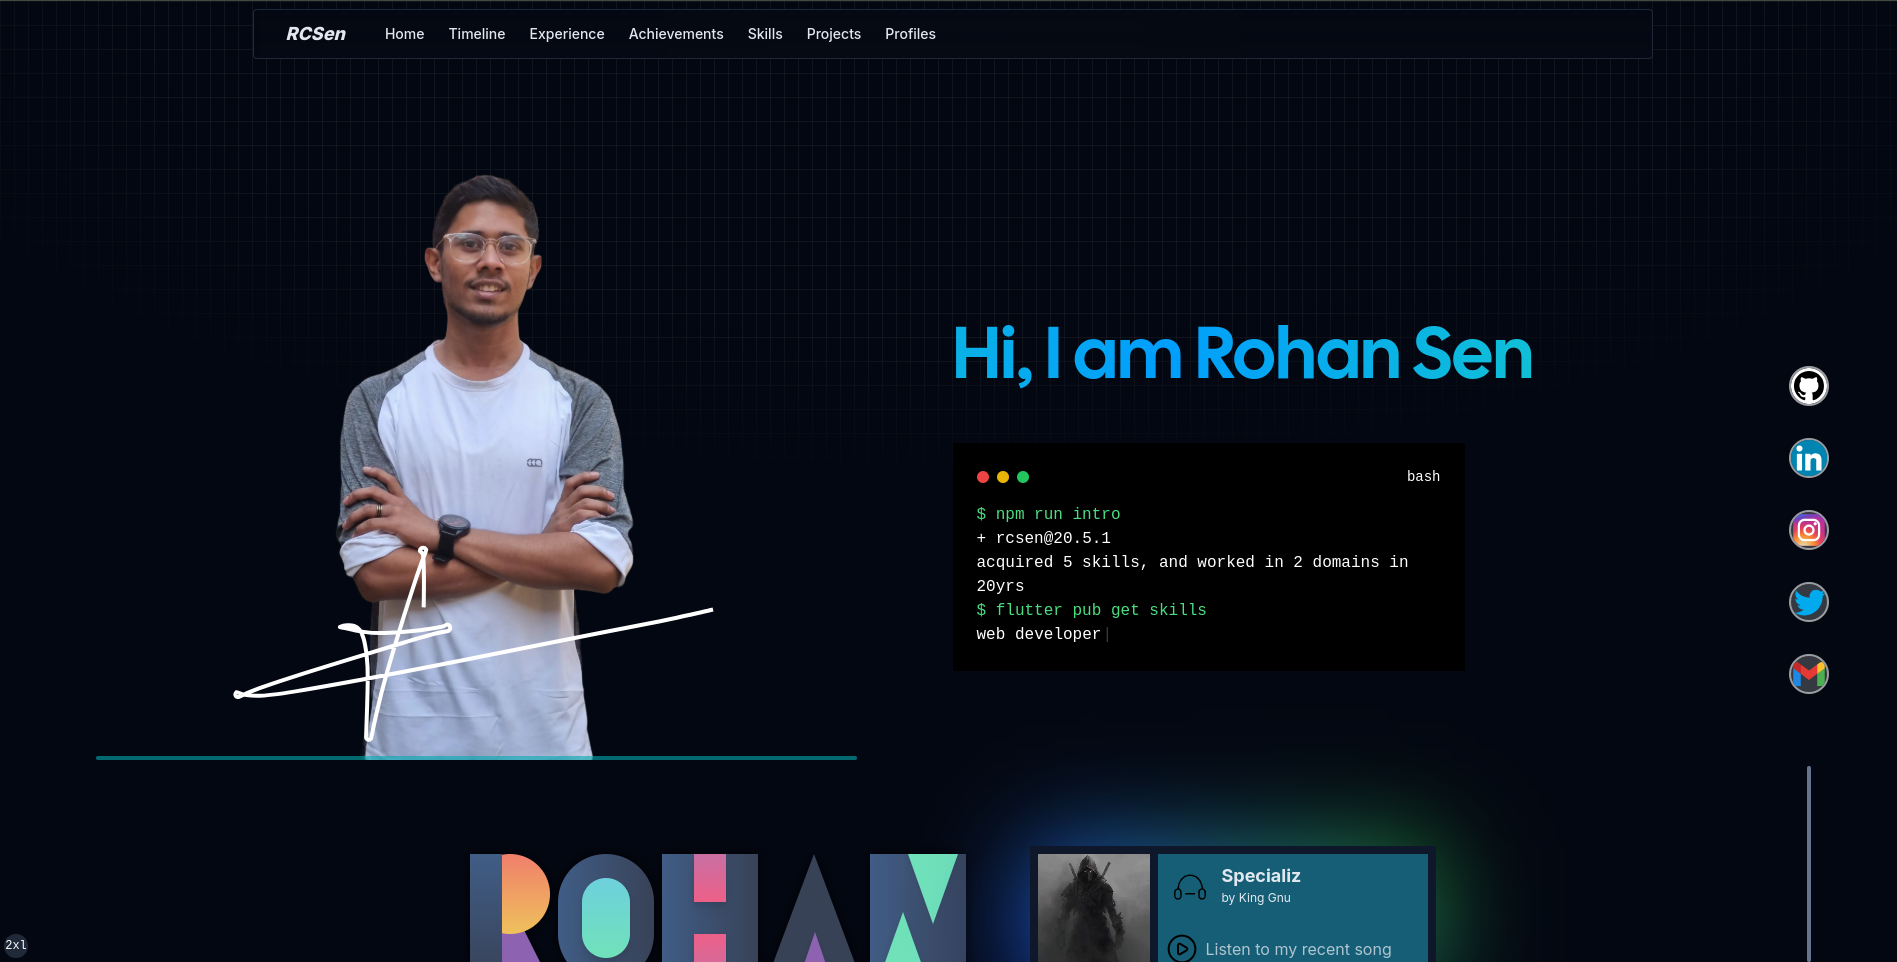 RCSen Home Timeline Experience Achievements Skills Projects Profiles
Hi, I am Rohan Sen
bash
$ npm run intro
+ rcsen@20.5.1
acquired 5 skills, and worked in 2 domains in
20yrs
$ flutter pub get skills
web developer
ROHAN
Specializ
by King Gnu
Listen to my recent song
2xl